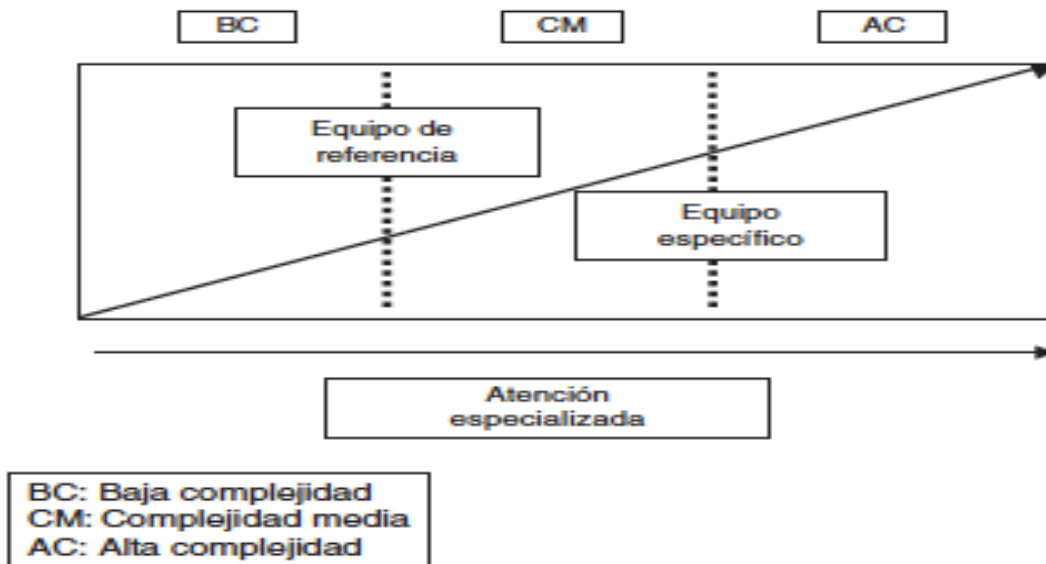 BC
CM
AC
Equipo de
referencia
Equipo
específico
Atención
especializada
BC: Baja complejidad
CM: Complejidad media
AC: Alta complejidad